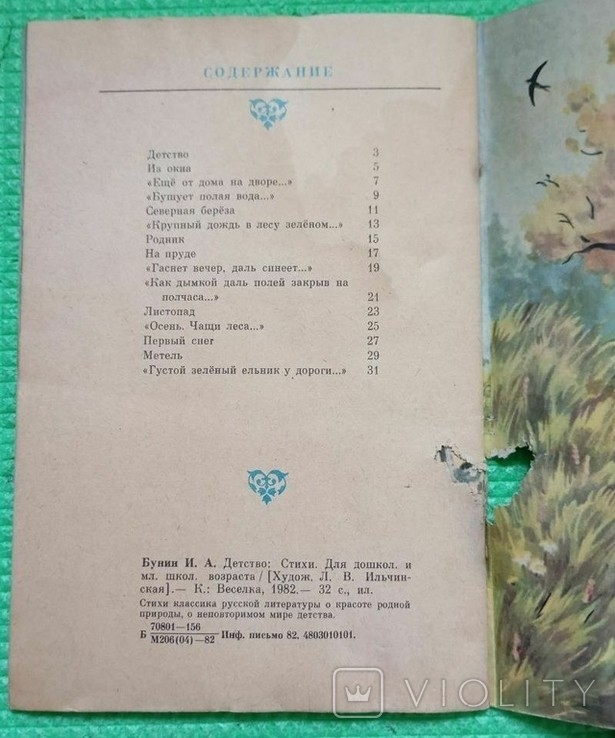 СОДЕРЖАНИЕ
Детство 3
Из окна 5
«Ещё от дома на дворе...» 7
«Бушует полая вода...» 9
Северная берёза 11
«Крупный дождь в лесу зелёном...» 13
Родник 15
На пруде 17
«Гаснет вечер, даль синеет...» 19
«Как дымкой даль полей закрыв на
полчаса...» 21
Листопад 23
«Осень. Чащи леса...» 25
Первый снег 27
Метель 29
«Густой зелёный ельник у дороги...» 31
Бунин И. А. Детство: Стихи. Для дошкол. и
мл. школ. возраста / [Худож. Л. В. Ильчин-
ская].— К.: Веселка, 1982.— 32 с., ил.
Стихи классика русской литературы о красоте родной
природы, о неповторимом мире детства.
70801—156
Б М206(04)—82 Инф. письмо 82. 4803010101.
VIOLITY